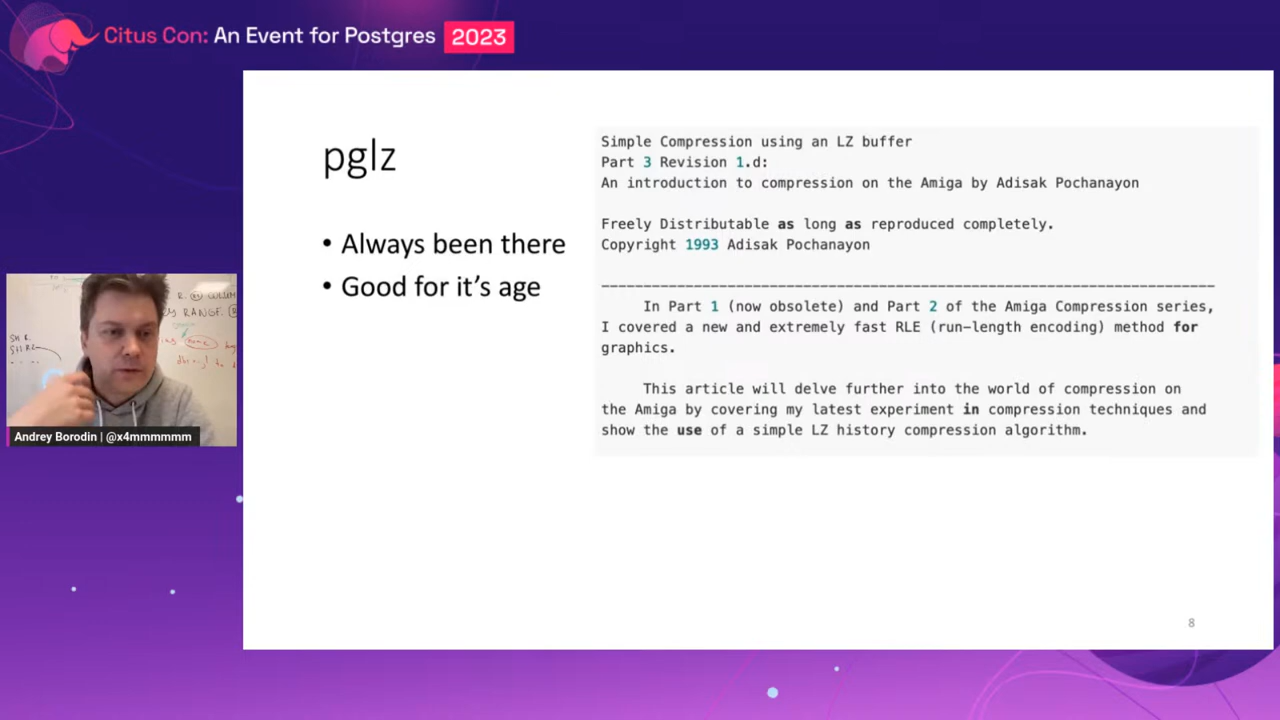 Citus Con: An Event for Postgres 2023
pglz
• Always been there
• Good for it’s age
Simple Compression using an LZ buffer
Part 3 Revision 1.d:
An introduction to compression on the Amiga by Adisak Pochanayon
Freely Distributable as long as reproduced completely.
Copyright 1993 Adisak Pochanayon
In Part 1 (now obsolete) and Part 2 of the Amiga Compression series,
I covered a new and extremely fast RLE (run-length encoding) method for
graphics.
This article will delve further into the world of compression on
the Amiga by covering my latest experiment in compression techniques and
show the use of a simple LZ history compression algorithm.
RANGE.
Andrey Borodin | @x4mmmmmm
8